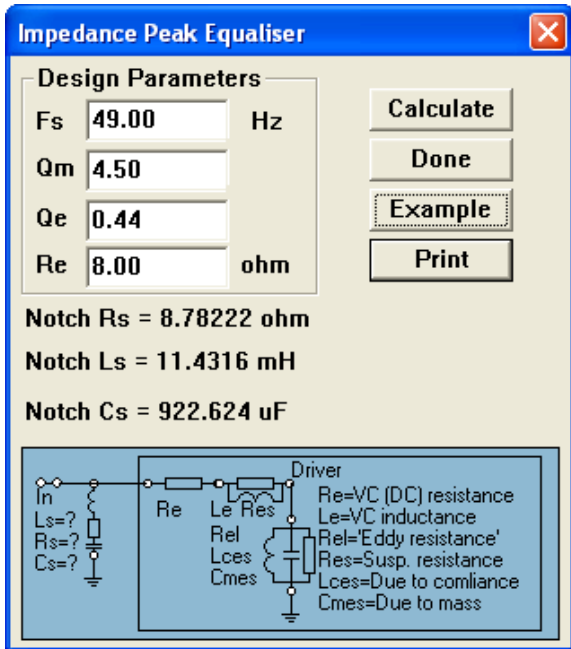 Impedance Peak Equaliser
Design Parameters
Fs 49.00 Hz
Qm 4.50
Qe 0.44
Re 8.00 ohm
Calculate
Done
Example
Print
Notch Rs = 8.78222 ohm
Notch Ls = 11.4316 mH
Notch Cs = 922.624 uF
In
Ls=?
Rs=?
Cs=?
Driver
Re
Le Res
Rel
Lces
Cmes
Re=VC (DC) resistance
Le=VC inductance
Rel='Eddy resistance'
Res=Susp. resistance
Lces=Due to comliance
Cmes=Due to mass